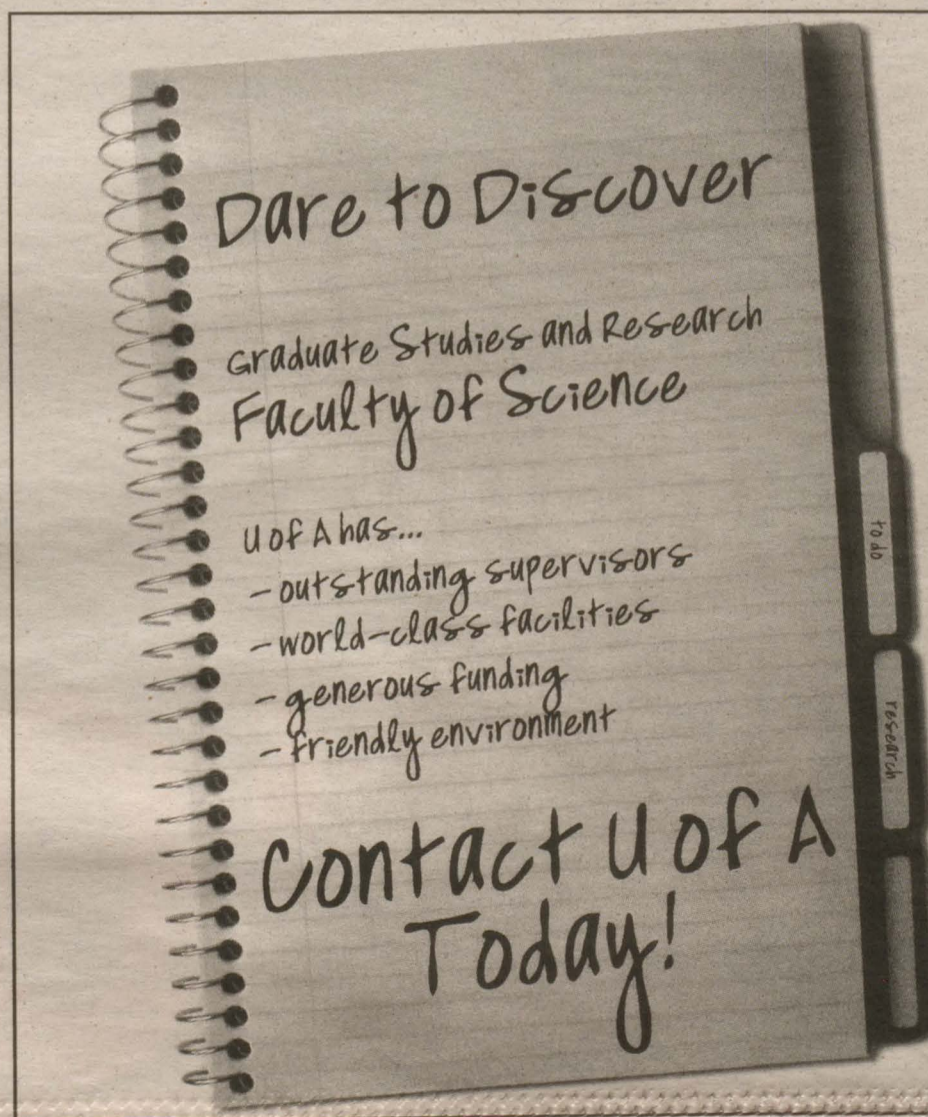 Dare to Discover
Graduate Studies and Research
Faculty of Science
U of A has...
- outstanding supervisors
- world-class facilities
- generous funding
- friendly environment
Contact U of A
Today!
to do
research